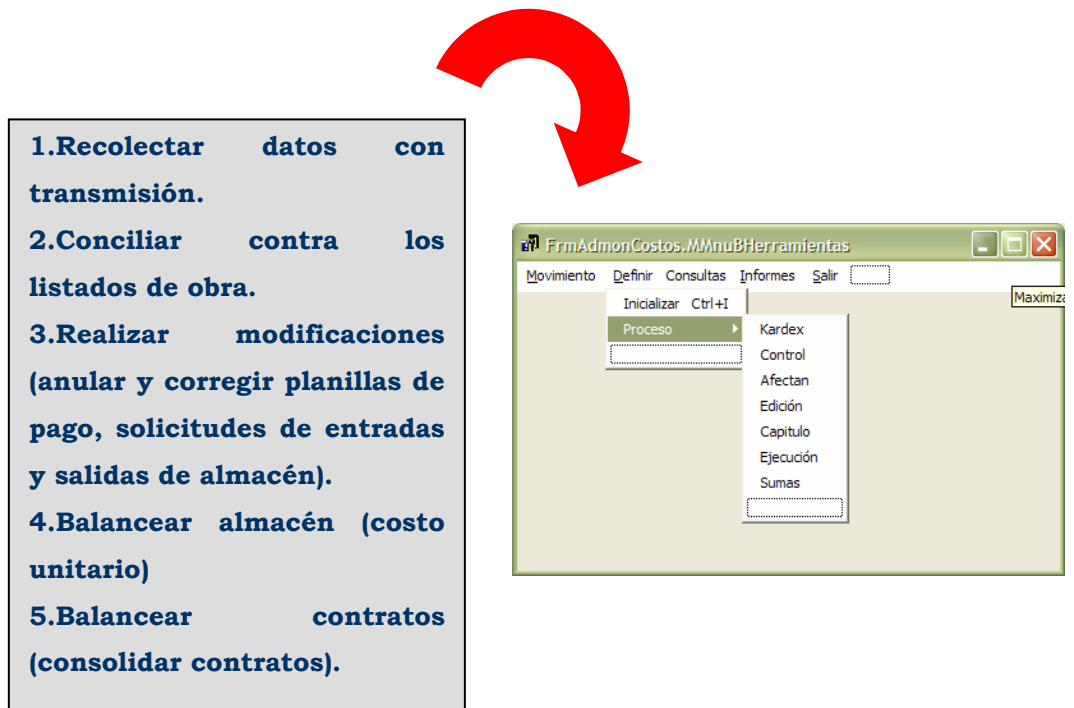 1.Recolectar datos con
transmisión.
2.Conciliar contra los
listados de obra.
3.Realizar modificaciones
(anular y corregir planillas de
pago, solicitudes de entradas
y salidas de almacén).
4.Balancear almacén (costo
unitario)
5.Balancear contratos
(consolidar contratos).
FrmAdmonCostos.MMnuBHerramientas
Movimiento Definir Consultas Informes Salir
Maximiza
Inicializar Ctrl+I
Proceso
Kardex
Control
Afectan
Edición
Capitulo
Ejecución
Sumas